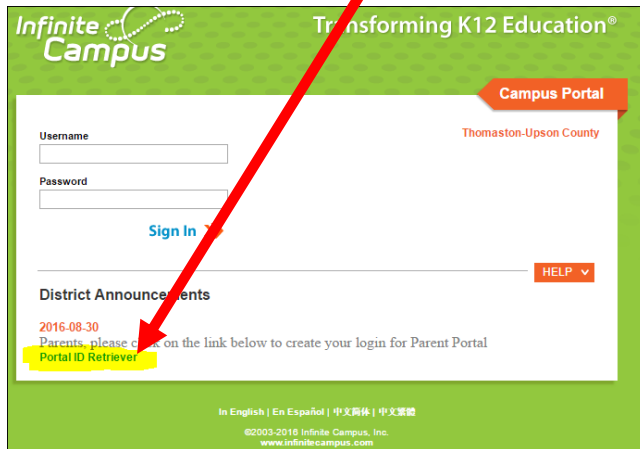 Infinite
Campus
Transforming K12 Education®
Campus Portal
Thomaston-Upson County
Username
Password
Sign In
HELP
District Announcements
2016-08-30
Parents, please click on the link below to create your login for Parent Portal
Portal ID Retriever
In English | En Español | 中文简体 | 中文繁體
©2003-2016 Infinite Campus, Inc.
www.infinitecampus.com